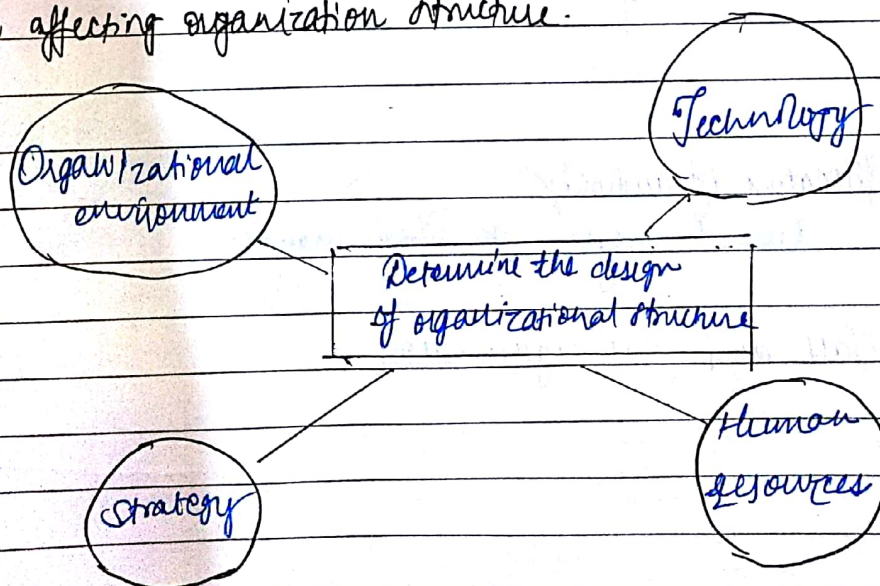 affecting organization structure.
Technology
Organizational
environment
Determine the design
of organizational structure
Human
resources
Strategy